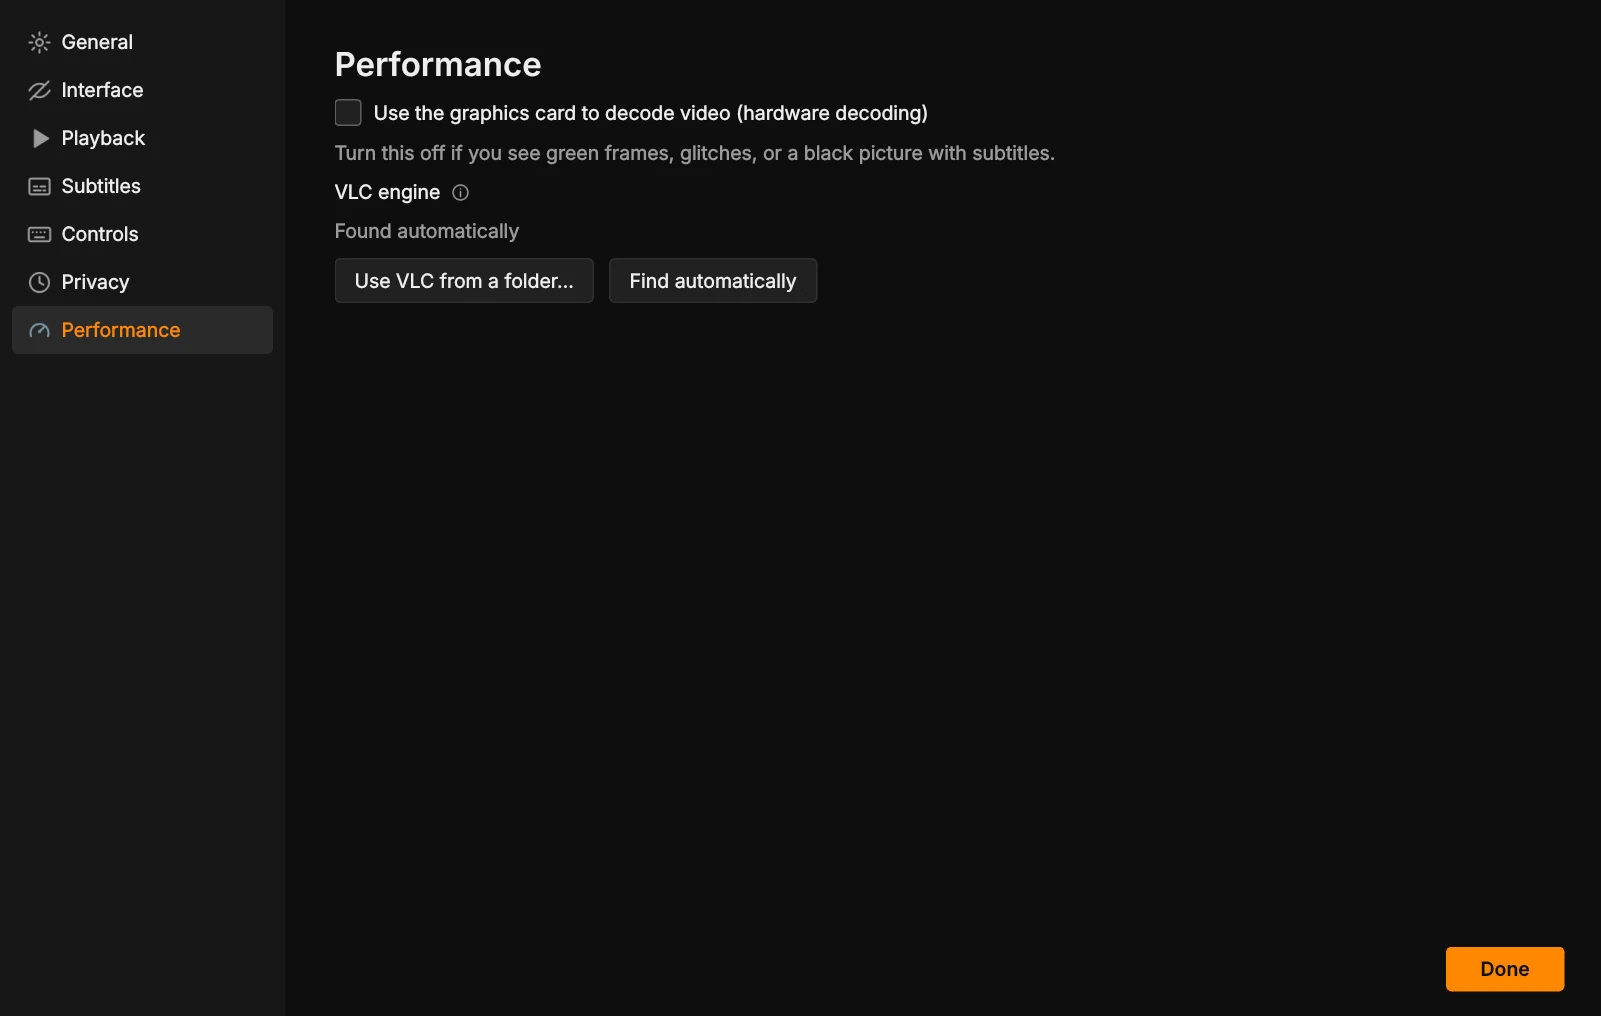 General
Interface
Playback
Subtitles
Controls
Privacy
Performance
Performance
Use the graphics card to decode video (hardware decoding)
Turn this off if you see green frames, glitches, or a black picture with subtitles.
VLC engine
Found automatically
Use VLC from a folder...
Find automatically
Done